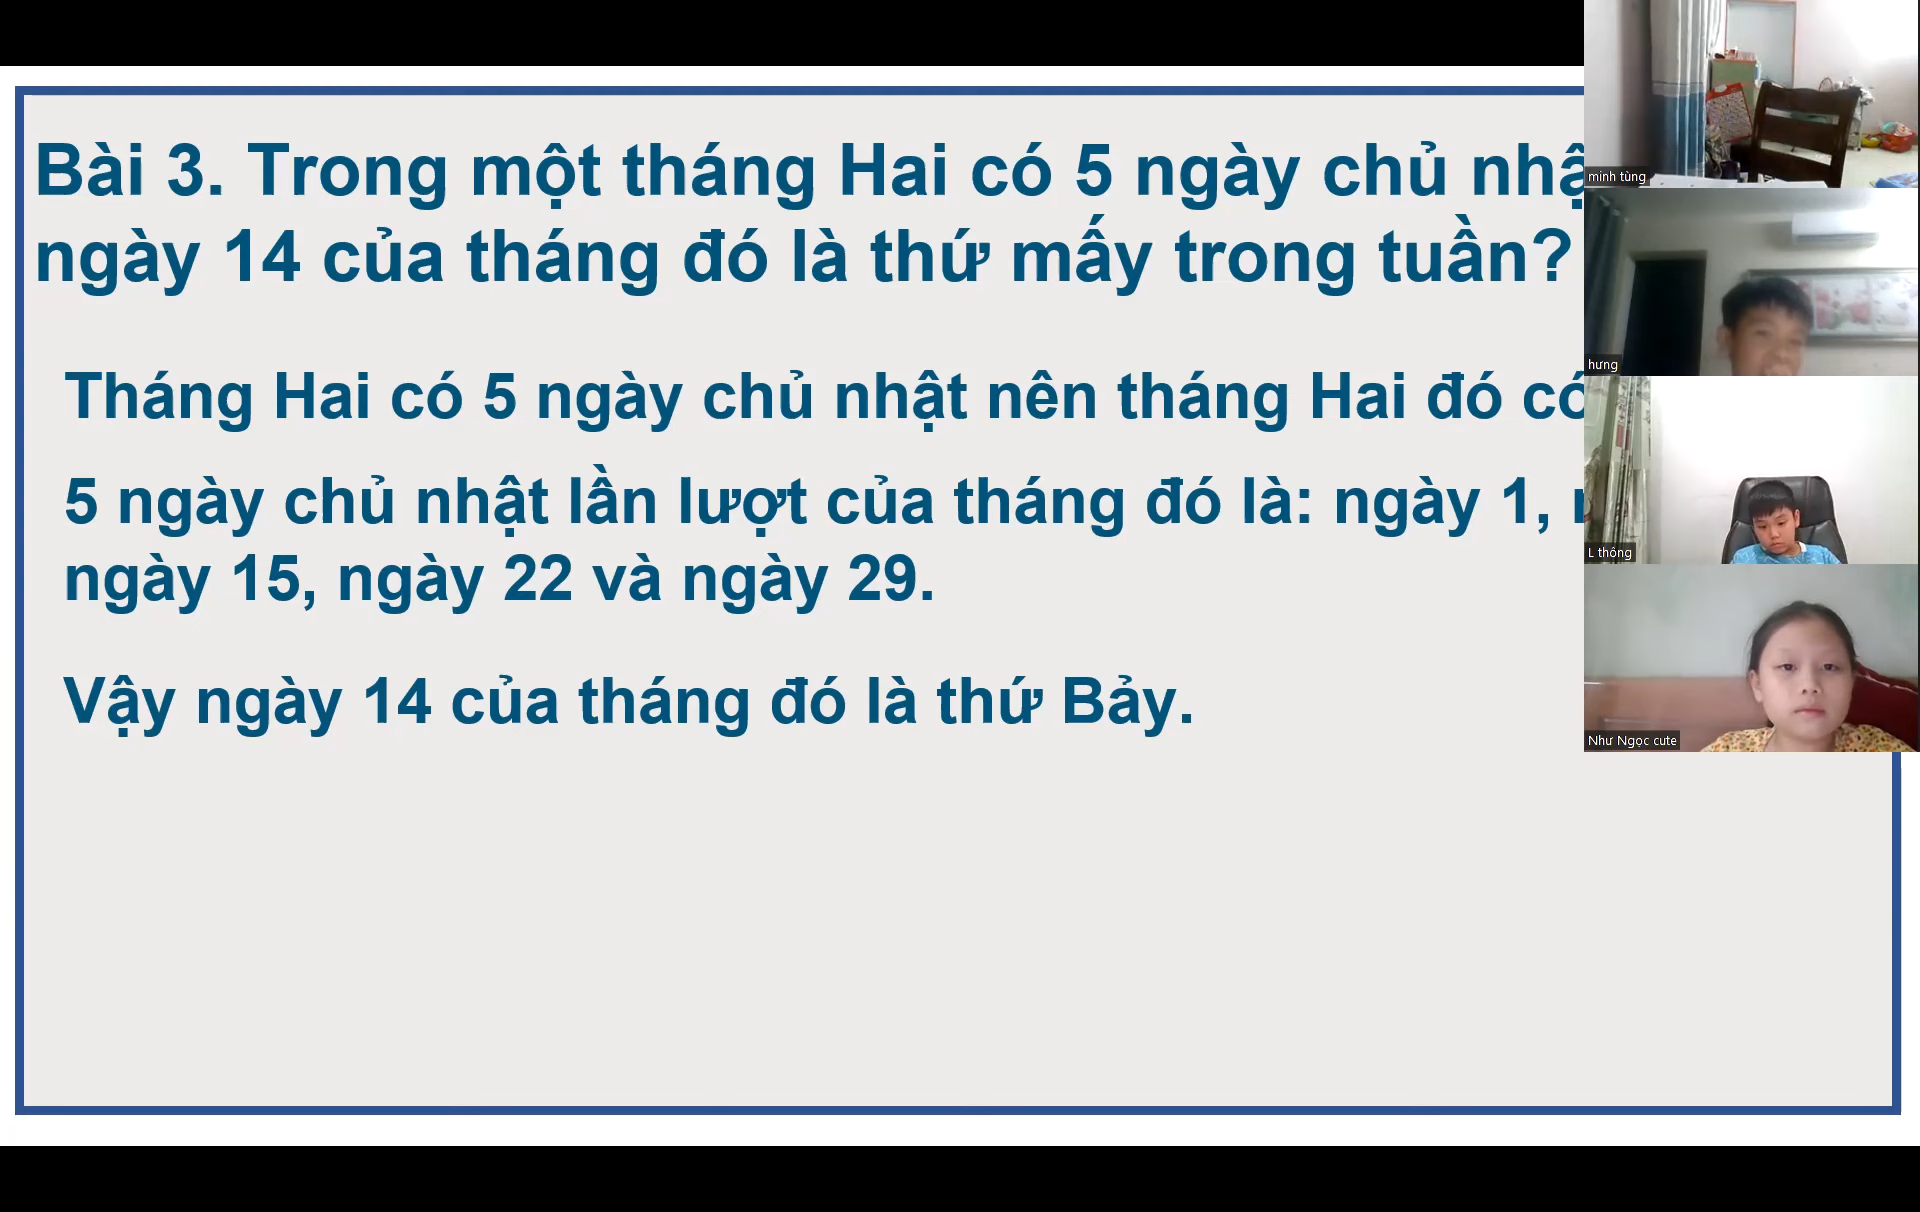 Bài 3. Trong một tháng Hai có 5 ngày chủ
ngày 14 của tháng đó là thứ mấy trong tuần?
Tháng Hai có 5 ngày chủ nhật nên tháng Hai đó có
5 ngày chủ nhật lần lượt của tháng đó là: ngày 1,
ngày 15, ngày 22 và ngày 29.
Vậy ngày 14 của tháng đó là thứ Bảy.
minh tùng
hưng
L thông
Như Ngọc cute